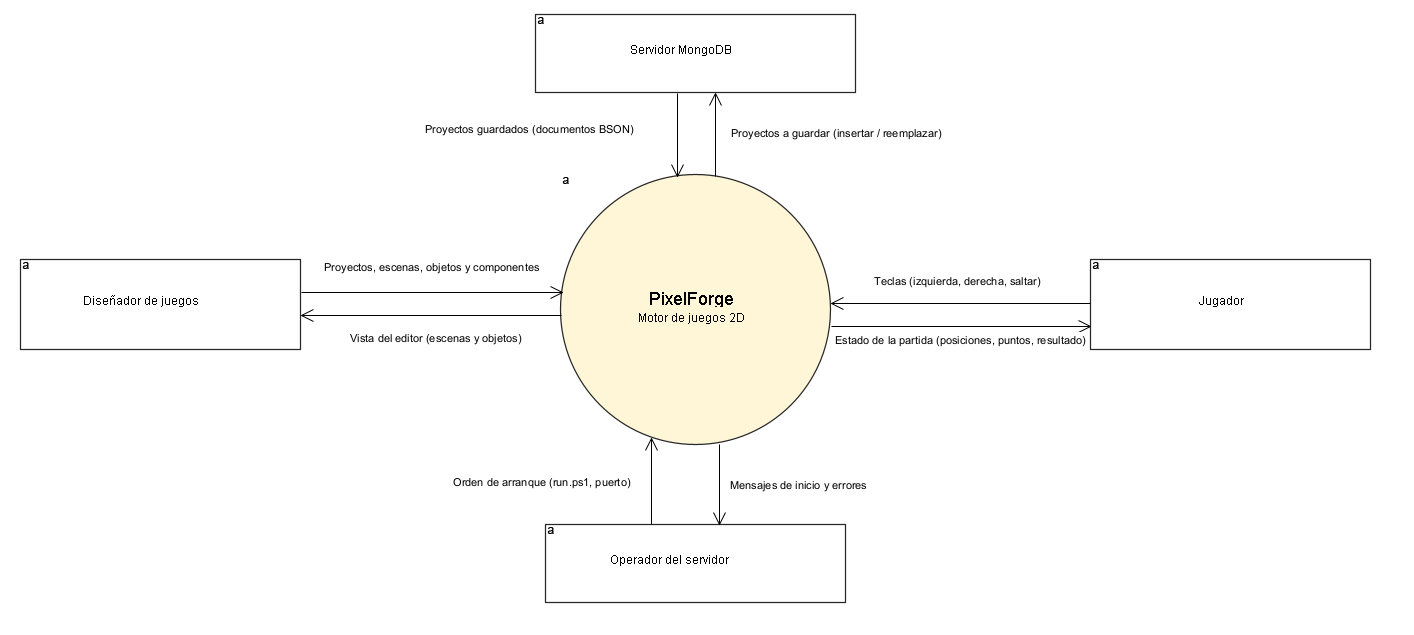 a
Servidor MongoDB
Proyectos guardados (documentos BSON)
Proyectos a guardar (insertar / reemplazar)
a
a
Diseñador de juegos
Proyectos, escenas, objetos y componentes
Vista del editor (escenas y objetos)
PixelForge
Motor de juegos 2D
Teclas (izquierda, derecha, saltar)
Estado de la partida (posiciones, puntos, resultado)
a
Jugador
Orden de arranque (run.ps1, puerto)
Mensajes de inicio y errores
a
Operador del servidor